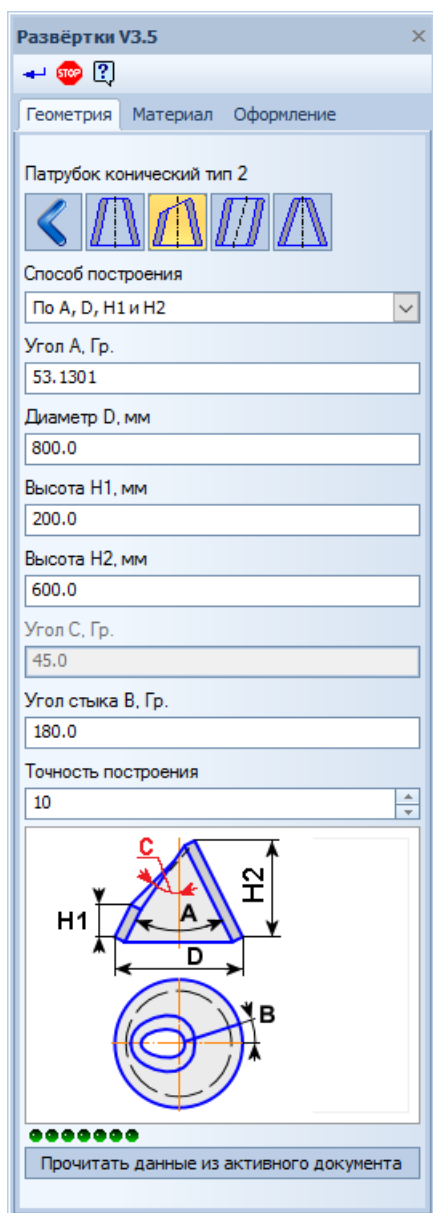 Развёртки V3.5
STOP
Геометрия Материал Оформление
Патрубок конический тип 2
Способ построения
По A, D, H1 и H2
Угол A, Гр.
53.1301
Диаметр D, мм
800.0
Высота H1, мм
200.0
Высота H2, мм
600.0
Угол C, Гр.
45.0
Угол стыка B, Гр.
180.0
Точность построения
10
C
H2
H1
A
D
B
Прочитать данные из активного документа